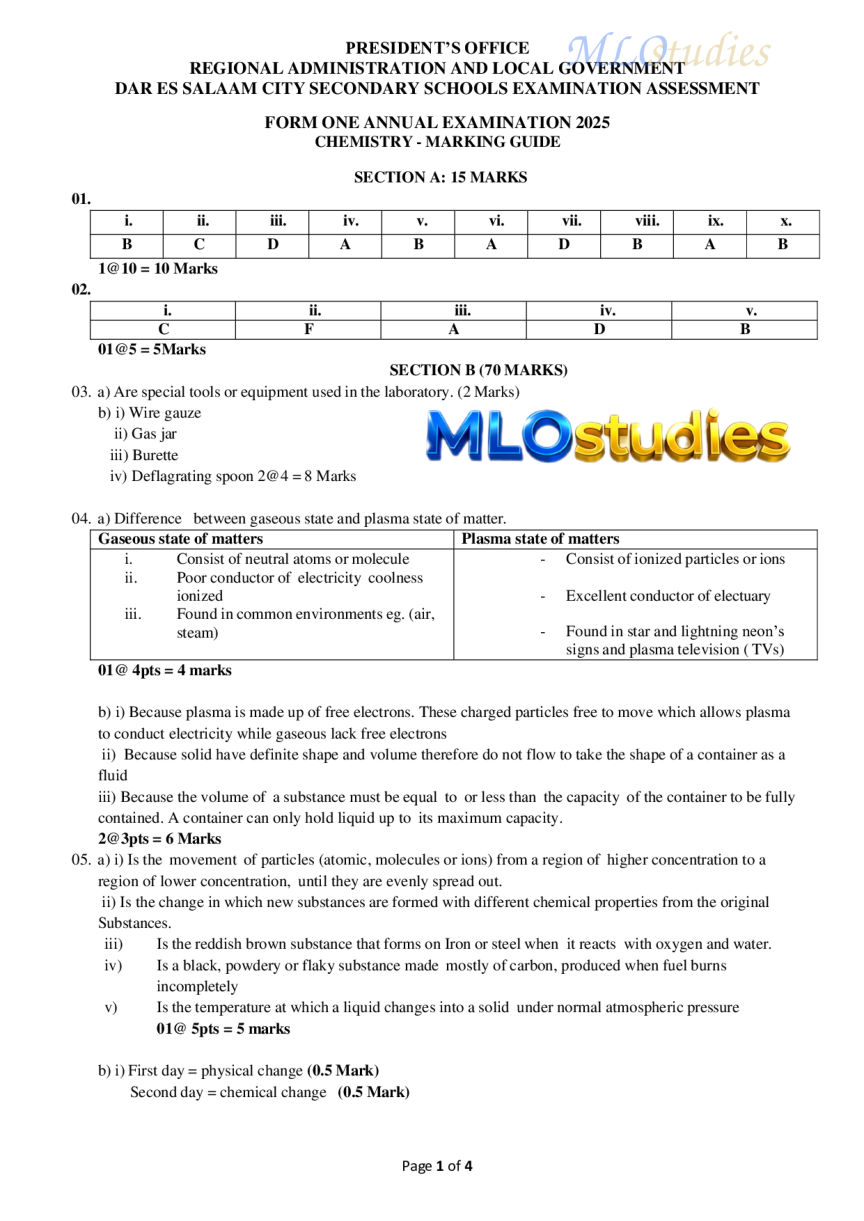 MLOstudies
PRESIDENT’S OFFICE
REGIONAL ADMINISTRATION AND LOCAL GOVERNMENT
DAR ES SALAAM CITY SECONDARY SCHOOLS EXAMINATION ASSESSMENT
FORM ONE ANNUAL EXAMINATION 2025
CHEMISTRY - MARKING GUIDE
SECTION A: 15 MARKS
01.
i. ii. iii. iv. v. vi. vii. viii. ix. x.
B C D A B A D B A B
1@10 = 10 Marks
02.
i. ii. iii. iv. v.
C F A D B
01@5 = 5Marks
SECTION B (70 MARKS)
03. a) Are special tools or equipment used in the laboratory. (2 Marks)
b) i) Wire gauze
ii) Gas jar
iii) Burette
iv) Deflagrating spoon 2@4 = 8 Marks
MLOstudies
04. a) Difference between gaseous state and plasma state of matter.
Gaseous state of matters Plasma state of matters
i. Consist of neutral atoms or molecule - Consist of ionized particles or ions
ii. Poor conductor of electricity coolness
ionized - Excellent conductor of electuary
iii. Found in common environments eg. (air,
steam) - Found in star and lightning neon’s
signs and plasma television ( TVs)
01@ 4pts = 4 marks
b) i) Because plasma is made up of free electrons. These charged particles free to move which allows plasma
to conduct electricity while gaseous lack free electrons
ii) Because solid have definite shape and volume therefore do not flow to take the shape of a container as a
fluid
iii) Because the volume of a substance must be equal to or less than the capacity of the container to be fully
contained. A container can only hold liquid up to its maximum capacity.
2@3pts = 6 Marks
05. a) i) Is the movement of particles (atomic, molecules or ions) from a region of higher concentration to a
region of lower concentration, until they are evenly spread out.
ii) Is the change in which new substances are formed with different chemical properties from the original
Substances.
iii) Is the reddish brown substance that forms on Iron or steel when it reacts with oxygen and water.
iv) Is a black, powdery or flaky substance made mostly of carbon, produced when fuel burns
incompletely
v) Is the temperature at which a liquid changes into a solid under normal atmospheric pressure
01@ 5pts = 5 marks
b) i) First day = physical change (0.5 Mark)
Second day = chemical change (0.5 Mark)
Page 1 of 4